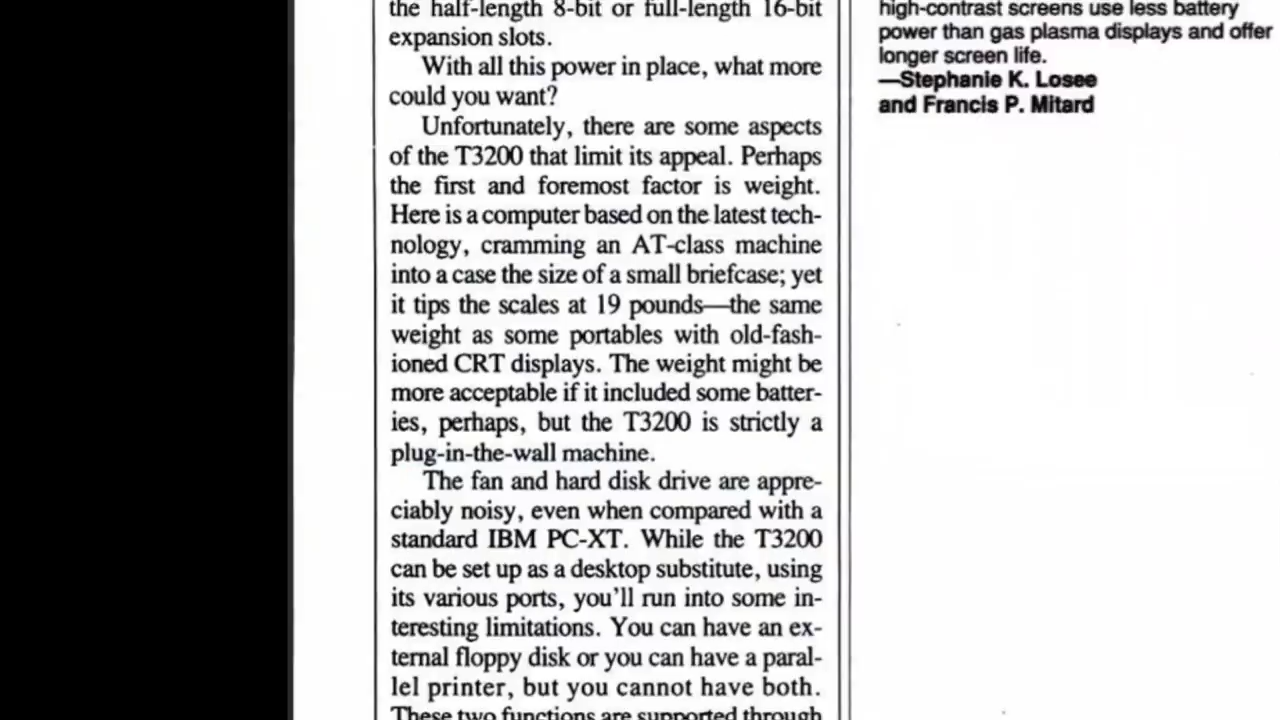 the half-length 8-bit or full-length 16-bit
expansion slots.
With all this power in place, what more
could you want?
Unfortunately, there are some aspects
of the T3200 that limit its appeal. Perhaps
the first and foremost factor is weight.
Here is a computer based on the latest tech-
nology, cramming an AT-class machine
into a case the size of a small briefcase; yet
it tips the scales at 19 pounds—the same
weight as some portables with old-fash-
ioned CRT displays. The weight might be
more acceptable if it included some batter-
ies, perhaps, but the T3200 is strictly a
plug-in-the-wall machine.
The fan and hard disk drive are appre-
ciably noisy, even when compared with a
standard IBM PC-XT. While the T3200
can be set up as a desktop substitute, using
its various ports, you'll run into some in-
teresting limitations. You can have an ex-
ternal floppy disk or you can have a paral-
lel printer, but you cannot have both.
These two functions are supported through
high-contrast screens use less battery
power than gas plasma displays and offer
longer screen life.
—Stephanie K. Losee
and Francis P. Mitard